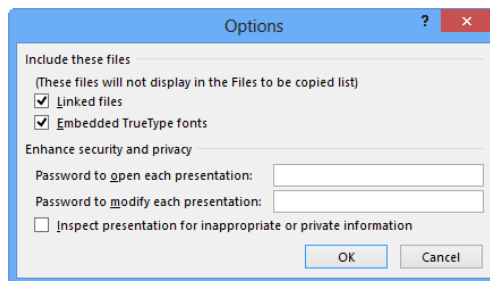 Options
?
Include these files
(These files will not display in the Files to be copied list)
Linked files
Embedded TrueType fonts
Enhance security and privacy
Password to open each presentation:
Password to modify each presentation:
Inspect presentation for inappropriate or private information
OK Cancel